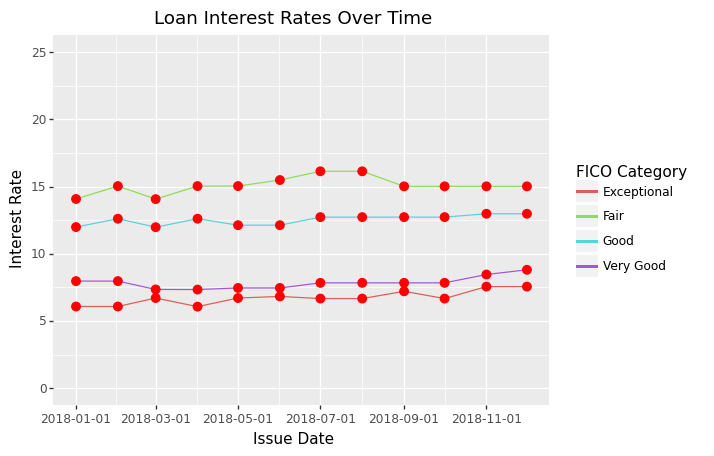 Loan Interest Rates Over Time
25
20
15
10
5
0
Interest Rate
2018-01-01 2018-03-01 2018-05-01 2018-07-01 2018-09-01 2018-11-01
Issue Date
FICO Category
Exceptional
Fair
Good
Very Good